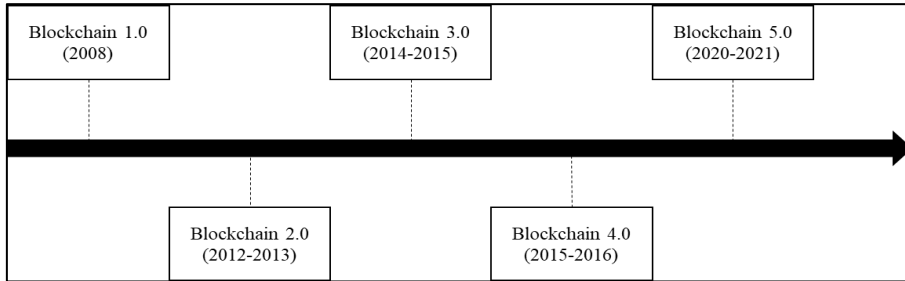 Blockchain 1.0
(2008)
Blockchain 3.0
(2014-2015)
Blockchain 5.0
(2020-2021)
Blockchain 2.0
(2012-2013)
Blockchain 4.0
(2015-2016)